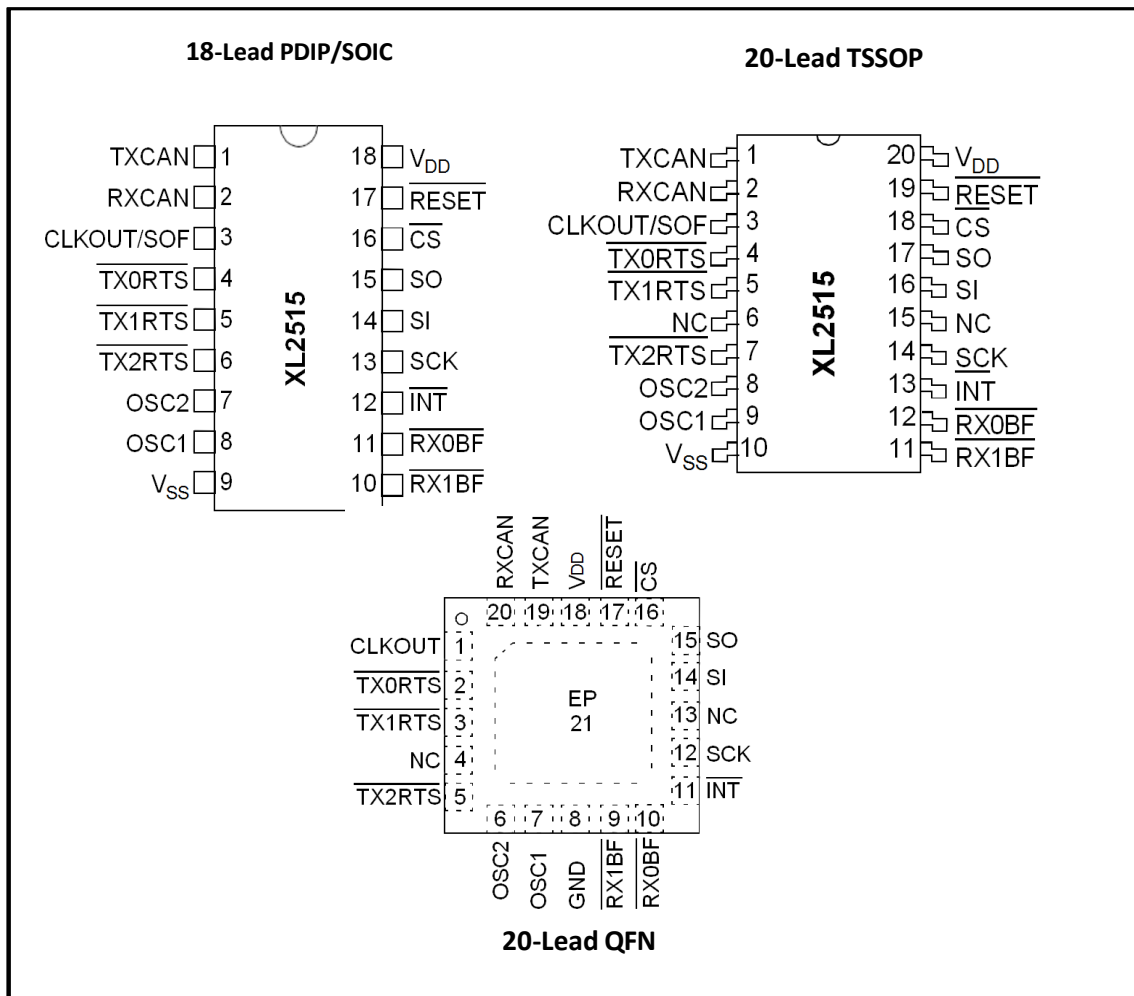 18-Lead PDIP/SOIC
TXCAN 1
RXCAN 2
CLKOUT/SOF 3
TX0RTS 4
TX1RTS 5
TX2RTS 6
OSC2 7
OSC1 8
VSS 9
XL2515
18 VDD
17 RESET
16 CS
15 SO
14 SI
13 SCK
12 INT
11 RX0BF
10 RX1BF
20-Lead TSSOP
TXCAN 1
RXCAN 2
CLKOUT/SOF 3
TX0RTS 4
TX1RTS 5
NC 6
TX2RTS 7
OSC2 8
OSC1 9
VSS 10
XL2515
20 VDD
19 RESET
18 CS
17 SO
16 SI
15 NC
14 SCK
13 INT
12 RX0BF
11 RX1BF
RXCAN 20
TXCAN 19
VDD 18
RESET 17
CS 16
CLKOUT 1
TX0RTS 2
TX1RTS 3
NC 4
TX2RTS 5
EP
21
15 SO
14 SI
13 NC
12 SCK
11 INT
6 OSC2
7 OSC1
8 GND
9 RX1BF
10 RX0BF
20-Lead QFN